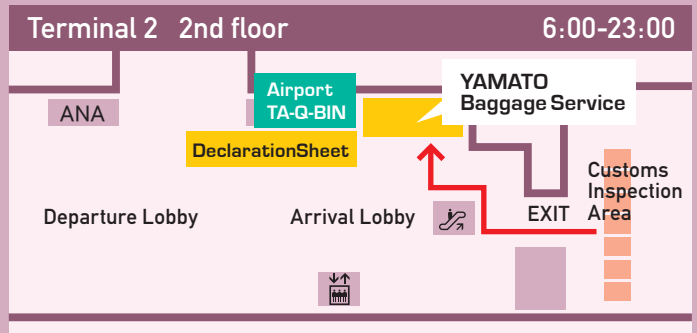 Terminal 2 2nd floor
6:00-23:00
YAMATO
Baggage Service
Airport
TA-Q-BIN
ANA
DeclarationSheet
Customs
Inspection
Area
Departure Lobby
Arrival Lobby
EXIT